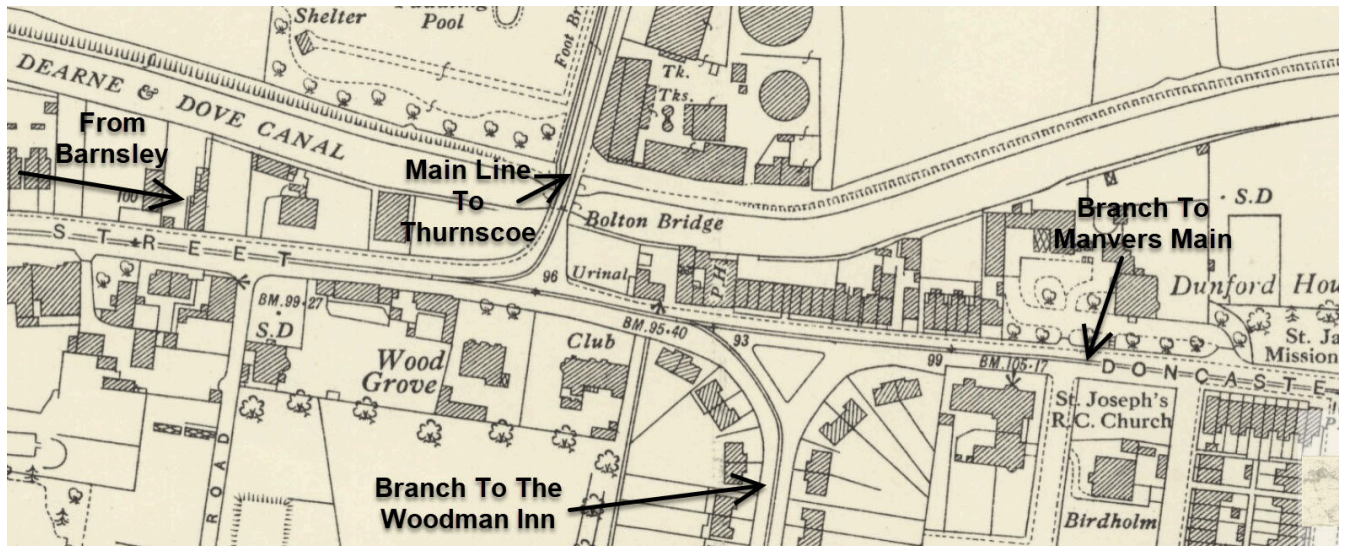 Shelter
Pool
Foot Br
Tk.
Tks.
DEARNE & DOVE CANAL
From
Barnsley
Main Line
To
Thurnscoe
100
Bolton Bridge
S.D
Branch To
Manvers Main
STREET
96
Urinal
P.H.
Dunford Hou
BM.99·27
S.D
BM.95·40
93
Club
99
BM.105·17
St. Ja
Mission
DONCASTE
Wood
Grove
St. Joseph's
R.C. Church
ROAD
Branch To The
Woodman Inn
Birdholm